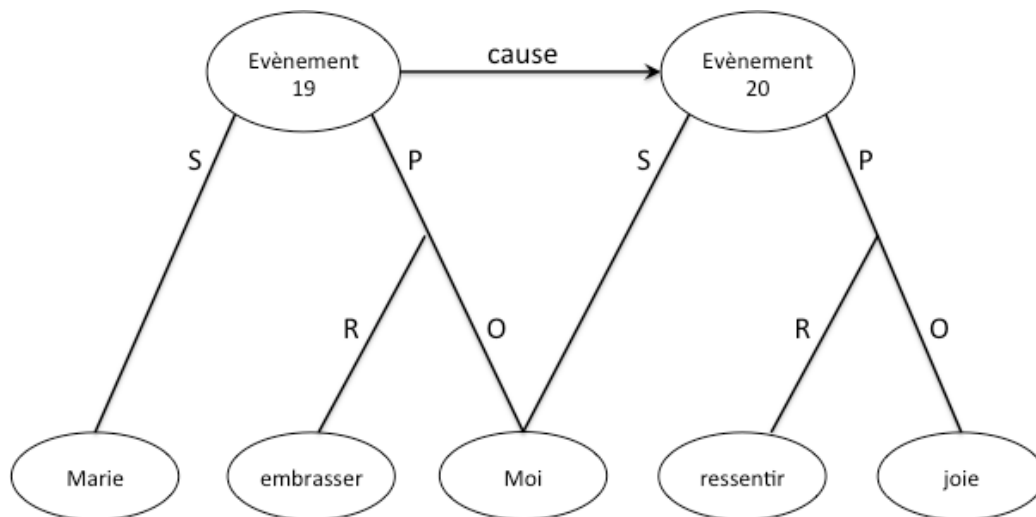 Evènement
19
cause
Evènement
20
S
P
S
P
R
O
R
O
Marie
embrasser
Moi
ressentir
joie